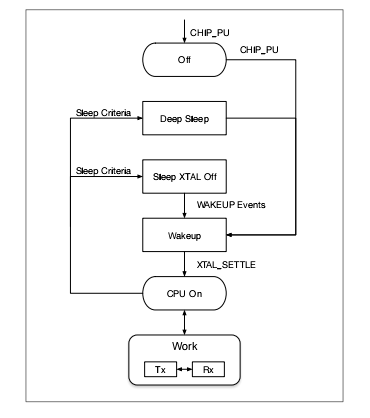 CHIP_PU
CHIP_PU
Off
Sleep Criteria
Deep Sleep
Sleep Criteria
Sleep XTAL Off
WAKEUP Events
Wakeup
XTAL_SETTLE
CPU On
Work
Tx
Rx